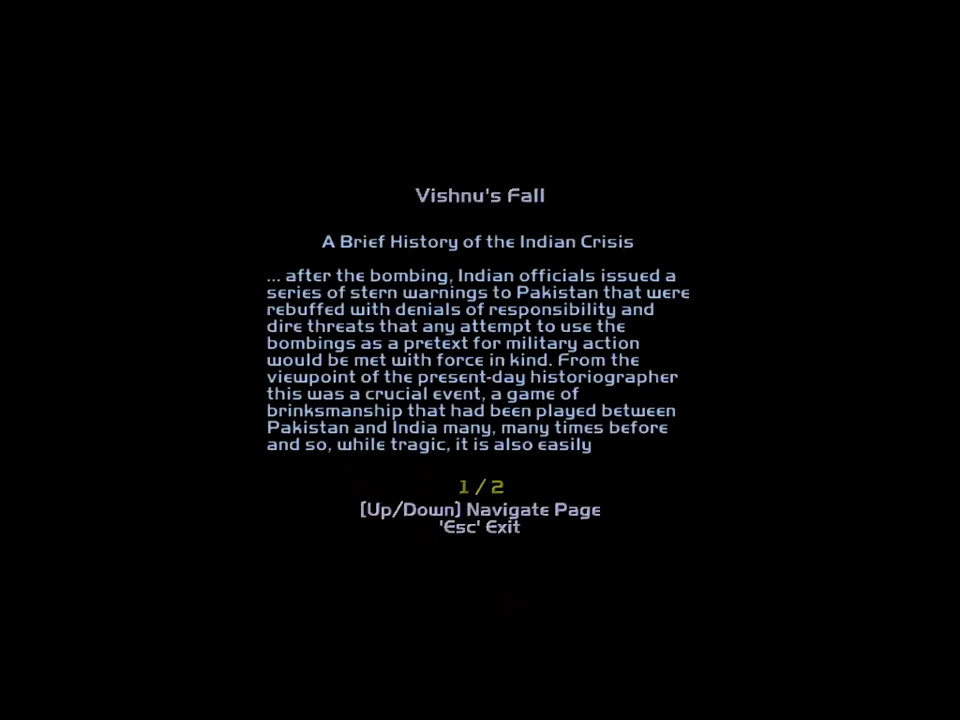 Vishnu's Fall
A Brief History of the Indian Crisis
... after the bombing, Indian officials issued a
series of stern warnings to Pakistan that were
rebuffed with denials of responsibility and
dire threats that any attempt to use the
bombings as a pretext for military action
would be met with force in kind. From the
viewpoint of the present-day historiographer
this was a crucial event, a game of
brinksmanship that had been played between
Pakistan and India many, many times before
and so, while tragic, it is also easily
1 / 2
[Up/Down] Navigate Page
'Esc' Exit